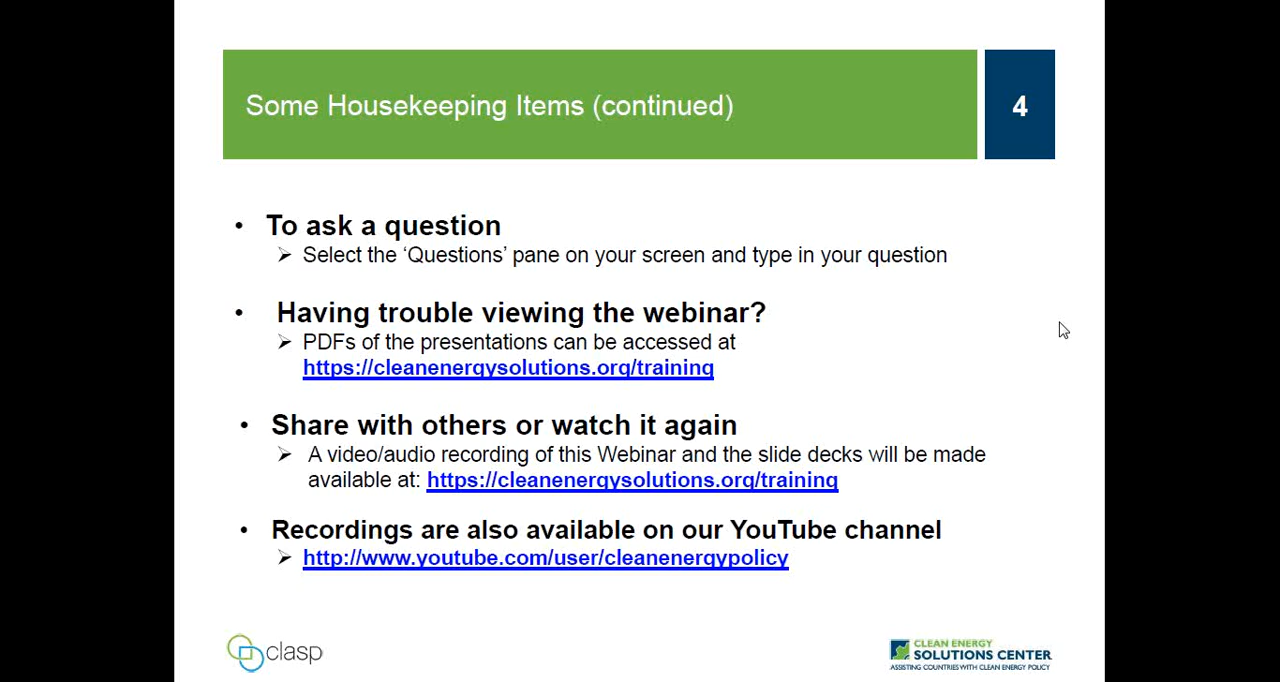 Some Housekeeping Items (continued)
4
• To ask a question
➢ Select the ‘Questions’ pane on your screen and type in your question
• Having trouble viewing the webinar?
➢ PDFs of the presentations can be accessed at
https://cleanenergysolutions.org/training
• Share with others or watch it again
➢ A video/audio recording of this Webinar and the slide decks will be made
available at: https://cleanenergysolutions.org/training
• Recordings are also available on our YouTube channel
➢ http://www.youtube.com/user/cleanenergypolicy
clasp
CLEAN ENERGY
SOLUTIONS CENTER
ASSISTING COUNTRIES WITH CLEAN ENERGY POLICY